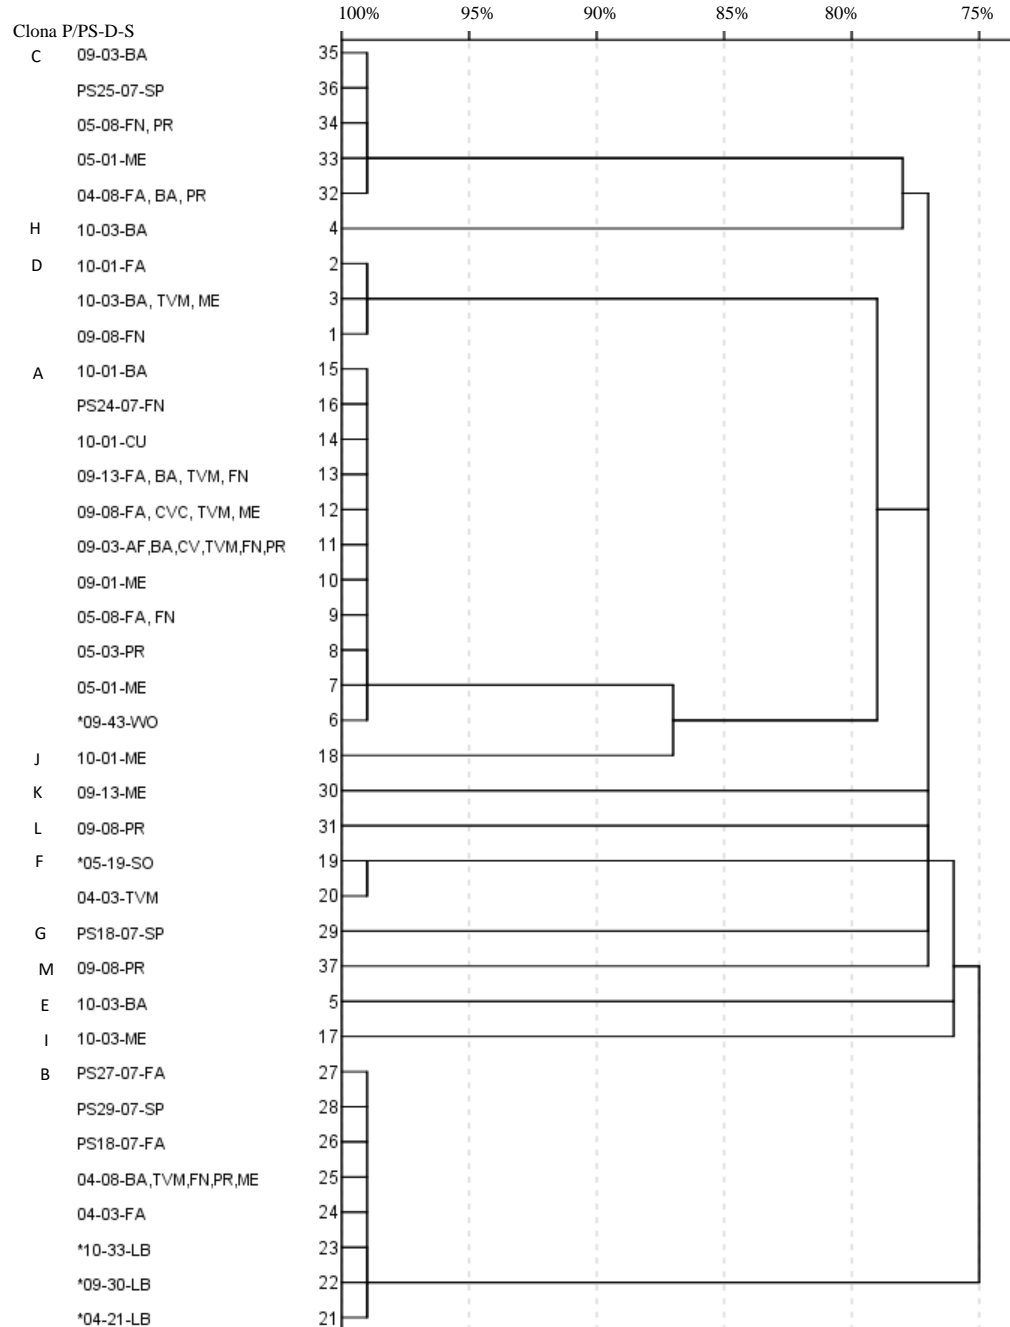 100% 95% 90% 85% 80% 75%
Clona P/PS-D-S
C 09-03-BA 35
PS25-07-SP 36
05-08-FN, PR 34
05-01-ME 33
04-08-FA, BA, PR 32
H 10-03-BA 4
D 10-01-FA 2
10-03-BA, TVM, ME 3
09-08-FN 1
A 10-01-BA 15
PS24-07-FN 16
10-01-CU 14
09-13-FA, BA, TVM, FN 13
09-08-FA, CVC, TVM, ME 12
09-03-AF,BA,CV,TVM,FN,PR 11
09-01-ME 10
05-08-FA, FN 9
05-03-PR 8
05-01-ME 7
*09-43-WO 6
J 10-01-ME 18
K 09-13-ME 30
L 09-08-PR 31
F *05-19-SO 19
04-03-TVM 20
G PS18-07-SP 29
M 09-08-PR 37
E 10-03-BA 5
I 10-03-ME 17
B PS27-07-FA 27
PS29-07-SP 28
PS18-07-FA 26
04-08-BA,TVM,FN,PR,ME 25
04-03-FA 24
*10-33-LB 23
*09-30-LB 22
*04-21-LB 21